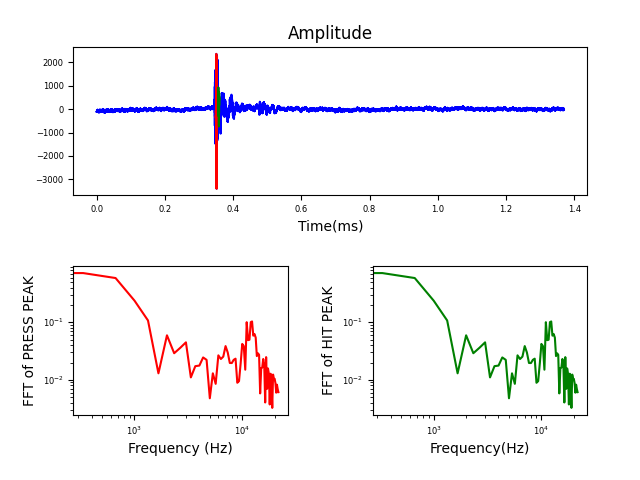 Amplitude
2000
1000
0
−1000
−2000
−3000
0.0 0.2 0.4 0.6 0.8 1.0 1.2 1.4
Time(ms)
FFT of PRESS PEAK
10⁻¹
10⁻²
10³ 10⁴
Frequency (Hz)
FFT of HIT PEAK
10⁻¹
10⁻²
10³ 10⁴
Frequency(Hz)